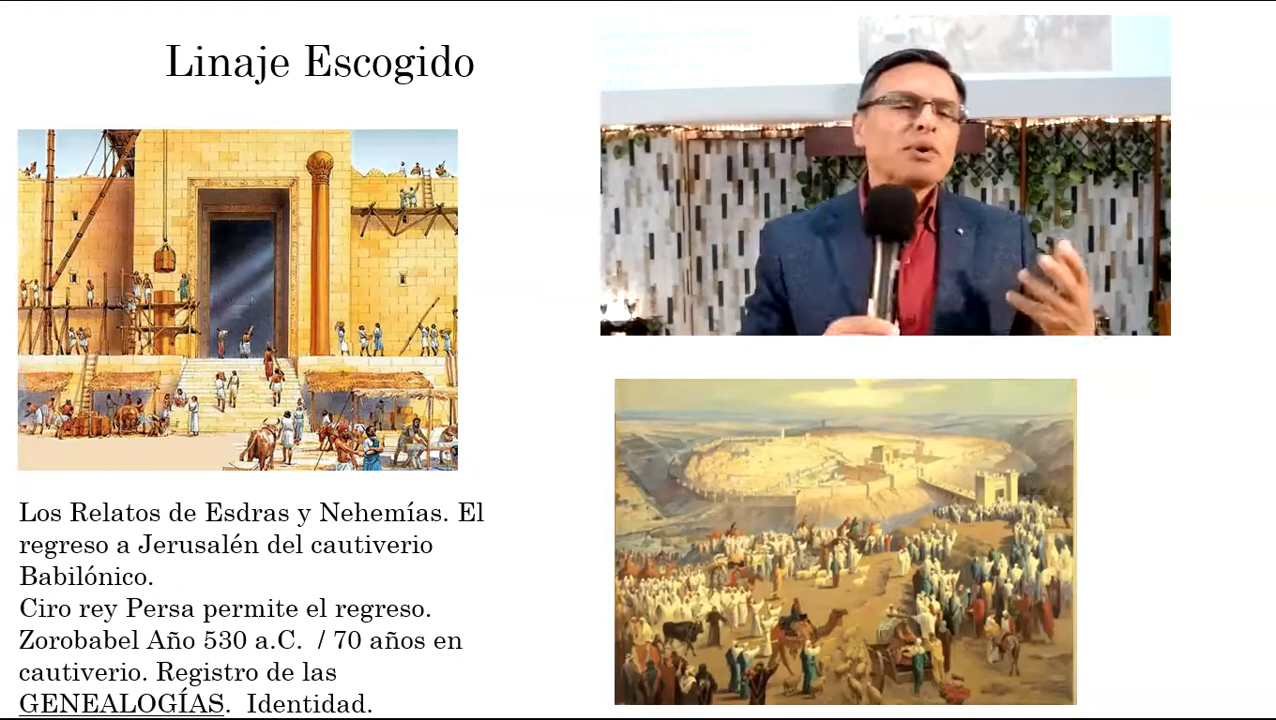 Linaje Escogido
Los Relatos de Esdras y Nehemías. El
regreso a Jerusalén del cautiverio
Babilónico.
Ciro rey Persa permite el regreso.
Zorobabel Año 530 a.C.  / 70 años en
cautiverio. Registro de las
GENEALOGÍAS.  Identidad.